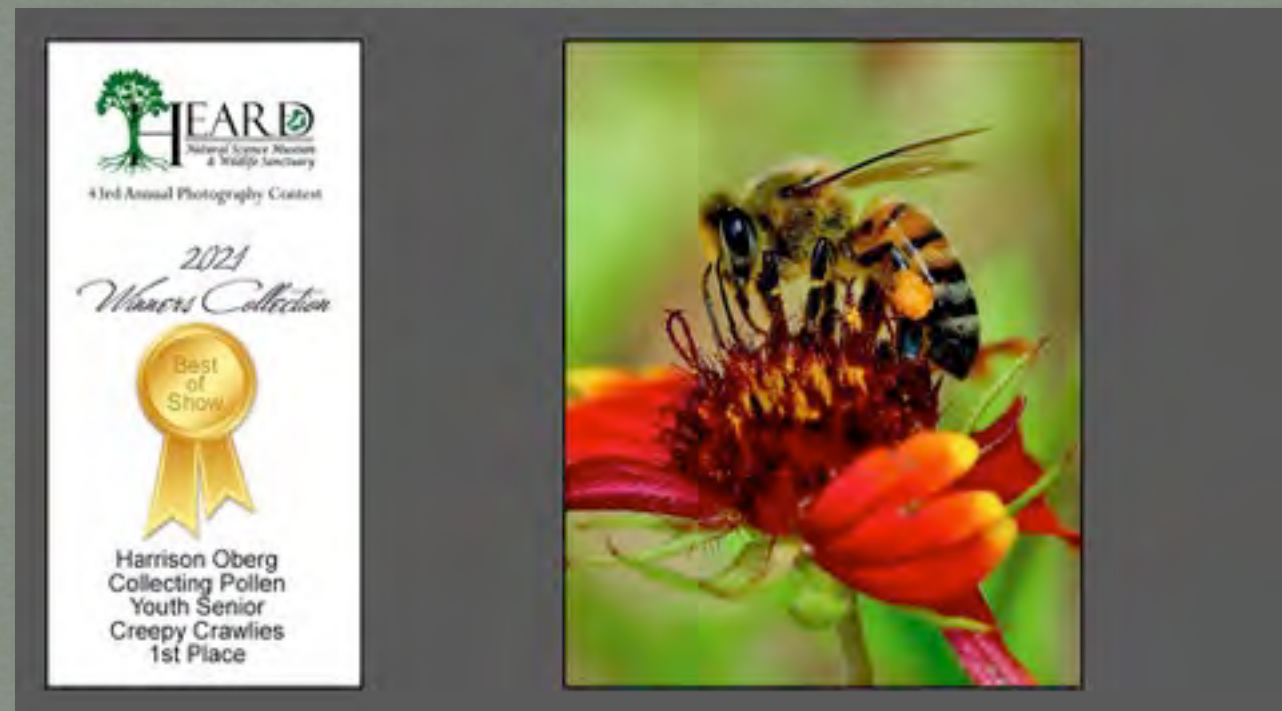 HEARD
Natural Science Museum
& Wildlife Sanctuary
43rd Annual Photography Contest
2021
Winners Collection
Best
of
Show
Harrison Oberg
Collecting Pollen
Youth Senior
Creepy Crawlies
1st Place